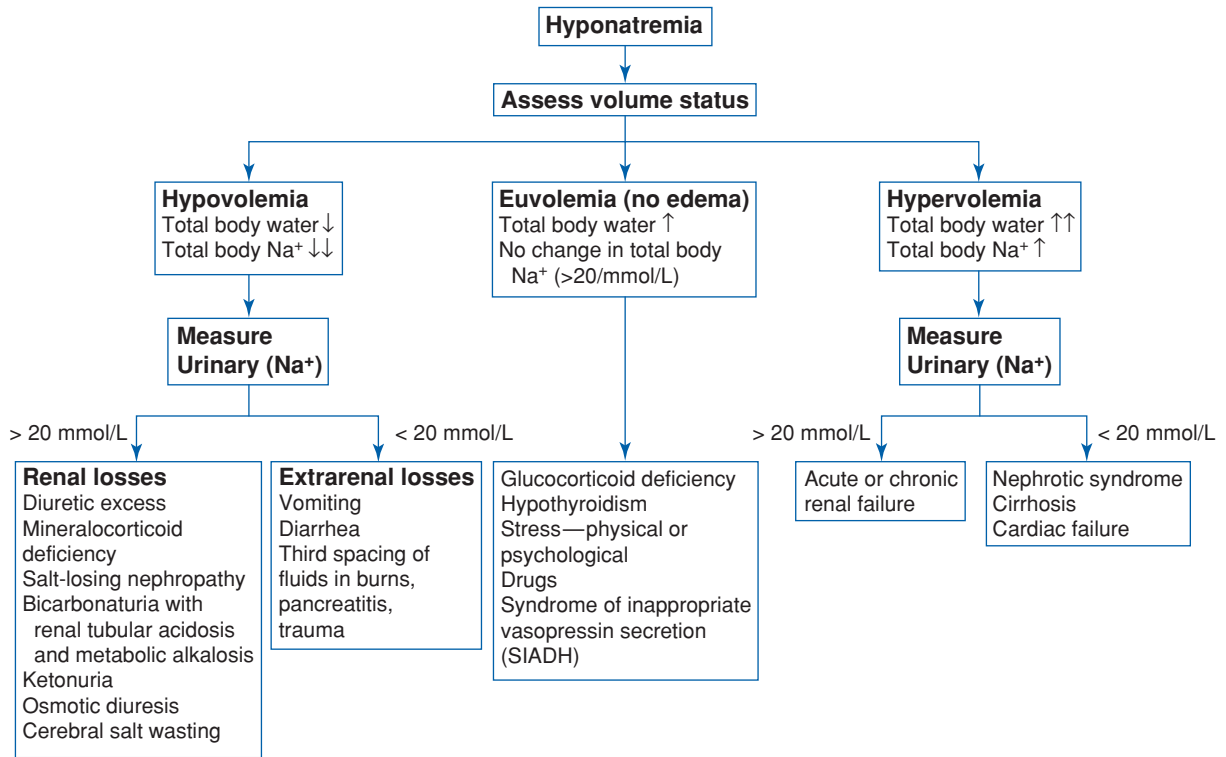 Hyponatremia
Assess volume status
Hypovolemia
Total body water ↓
Total body Na⁺ ↓↓
Euvolemia (no edema)
Total body water ↑
No change in total body
Na⁺ (>20/mmol/L)
Hypervolemia
Total body water ↑↑
Total body Na⁺ ↑
Measure
Urinary (Na⁺)
Measure
Urinary (Na⁺)
> 20 mmol/L
< 20 mmol/L
> 20 mmol/L
< 20 mmol/L
Renal losses
Diuretic excess
Mineralocorticoid
deficiency
Salt-losing nephropathy
Bicarbonaturia with
renal tubular acidosis
and metabolic alkalosis
Ketonuria
Osmotic diuresis
Cerebral salt wasting
Extrarenal losses
Vomiting
Diarrhea
Third spacing of
fluids in burns,
pancreatitis,
trauma
Glucocorticoid deficiency
Hypothyroidism
Stress—physical or
psychological
Drugs
Syndrome of inappropriate
vasopressin secretion
(SIADH)
Acute or chronic
renal failure
Nephrotic syndrome
Cirrhosis
Cardiac failure